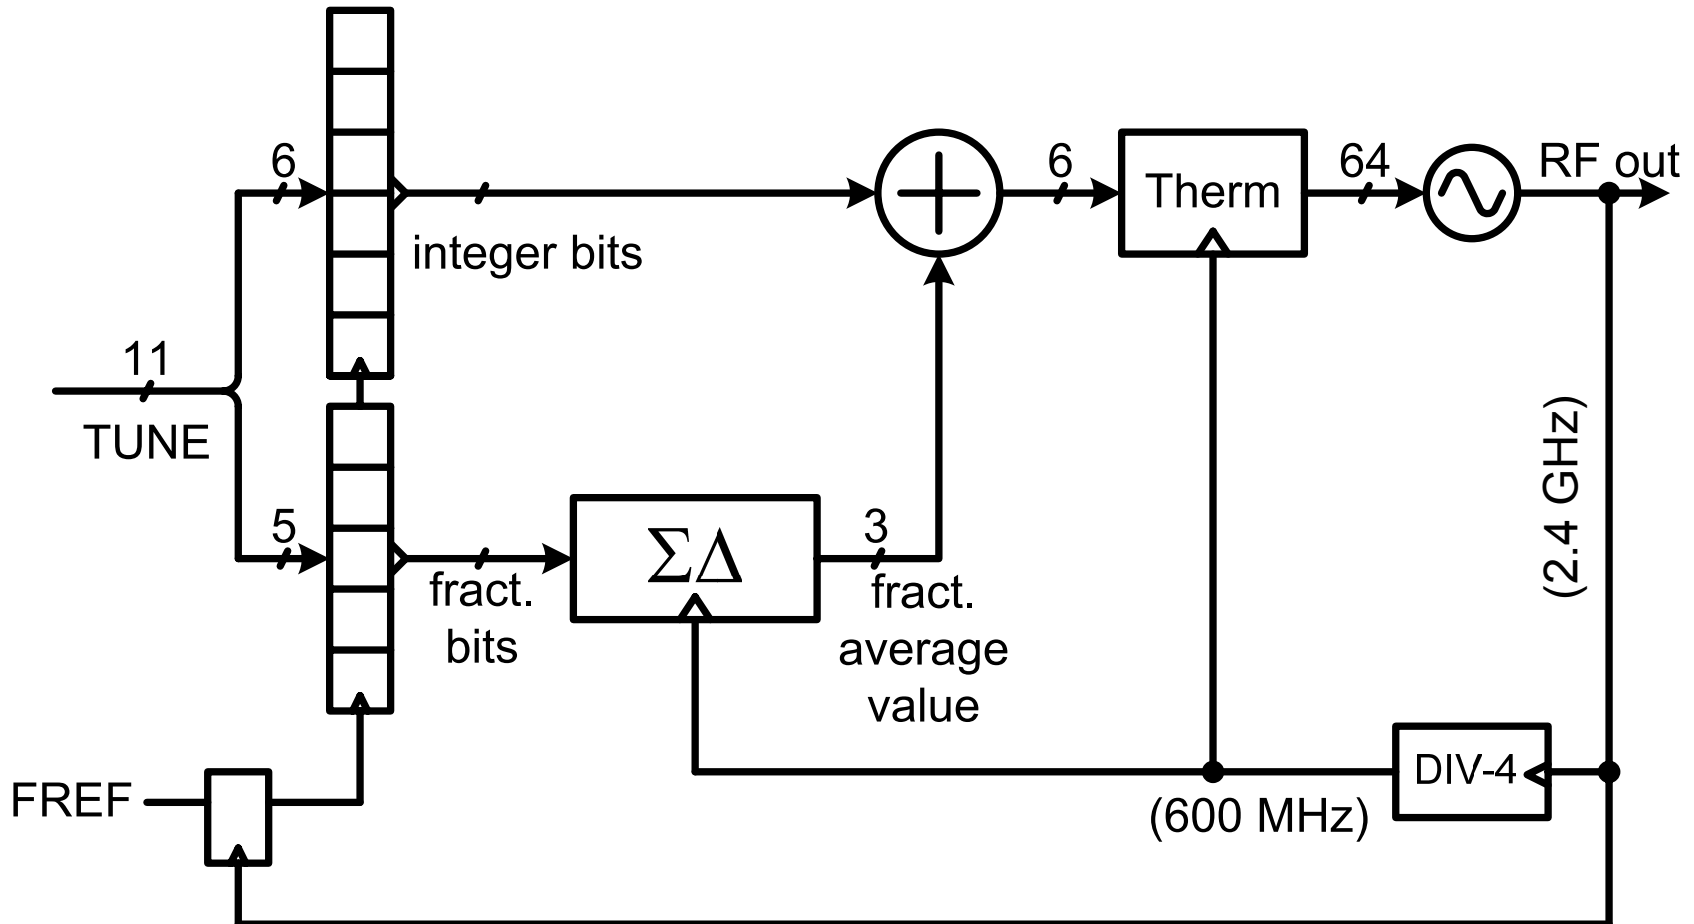 6
6
Therm
64
RF out
integer bits
11
TUNE
5
ΣΔ
3
fract.
bits
fract.
average
value
(2.4 GHz)
FREF
DIV-4
(600 MHz)